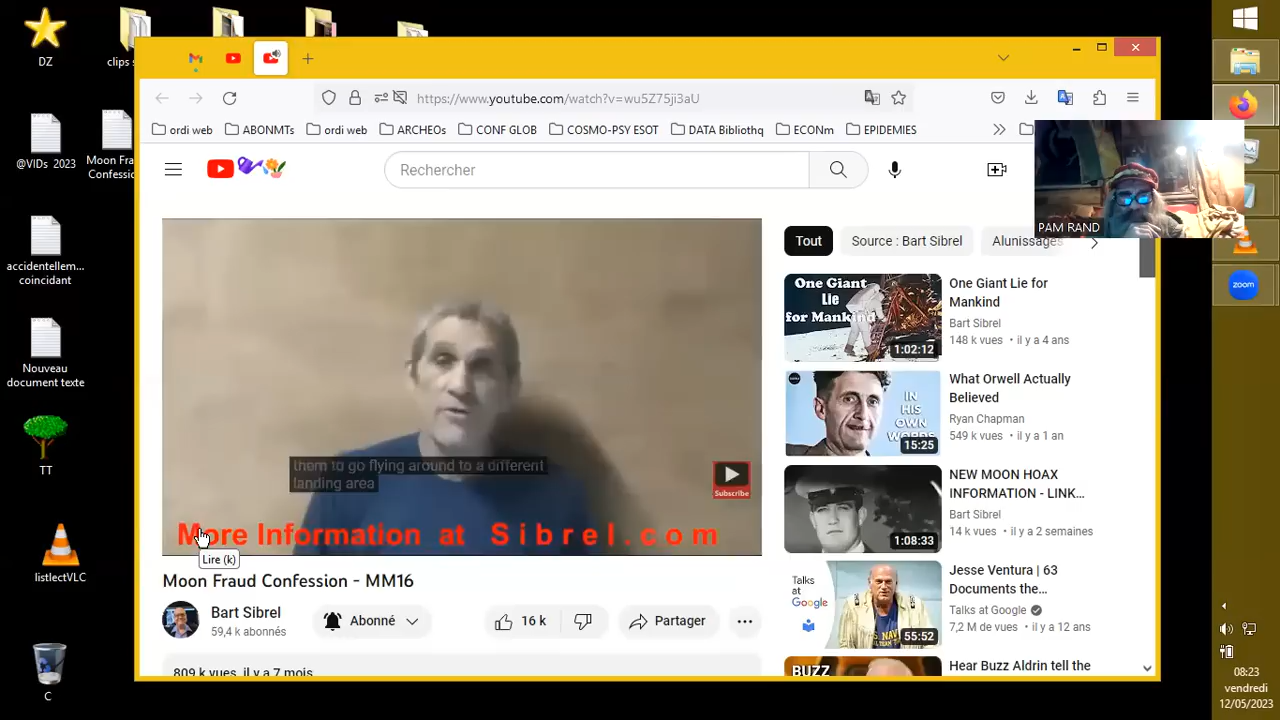 DZ
clips s
@VIDs 2023
Moon Frau
Confessio
accidentellem...
coincidant
Nouveau
document texte
TT
listlectVLC
C
https://www.youtube.com/watch?v=wu5Z75ji3aU
ordi web
ABONMTs
ordi web
ARCHEOs
CONF GLOB
COSMO-PSY ESOT
DATA Bibliothq
ECONm
EPIDEMIES
Rechercher
PAM RAND
Tout
Source : Bart Sibrel
Alunissages
them to go flying around to a different
landing area
Subscribe
More Information at Sibrel.com
Lire (k)
Moon Fraud Confession - MM16
Bart Sibrel
59,4 k abonnés
Abonné
16 k
Partager
809 k vues, il y a 7 mois
One Giant
Lie
for Mankind
1:02:12
One Giant Lie for
Mankind
Bart Sibrel
148 k vues • il y a 4 ans
IN
HIS
OWN
WORDS
15:25
What Orwell Actually
Believed
Ryan Chapman
549 k vues • il y a 1 an
1:08:33
NEW MOON HOAX
INFORMATION - LINK...
Bart Sibrel
14 k vues • il y a 2 semaines
Talks
at
Google
55:52
Jesse Ventura | 63
Documents the...
Talks at Google
7,2 M de vues • il y a 12 ans
BUZZ
Hear Buzz Aldrin tell the
zoom
08:23
vendredi
12/05/2023